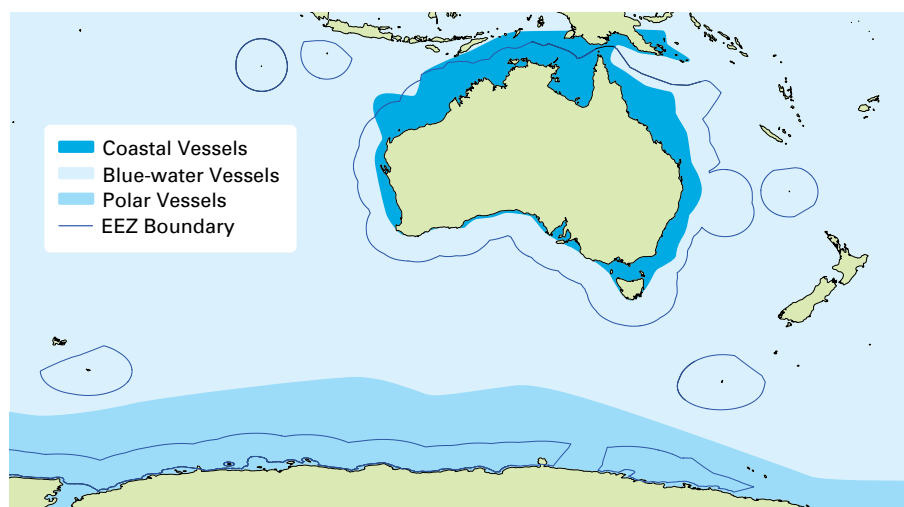 Coastal Vessels
Blue-water Vessels
Polar Vessels
EEZ Boundary